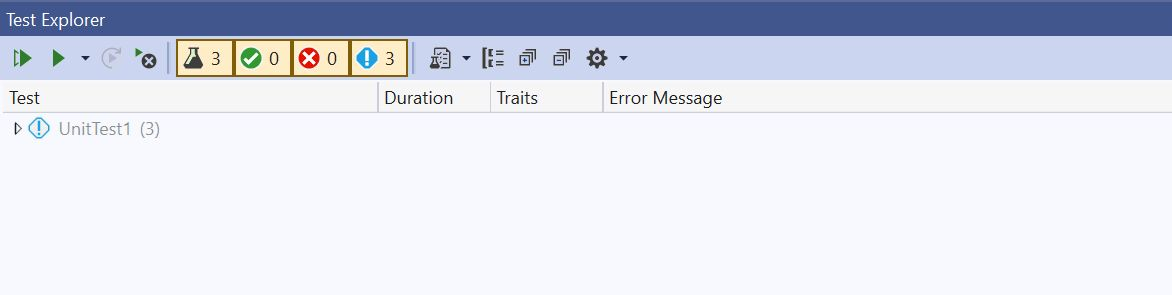 Test Explorer
3 0 0 3
Test Duration Traits Error Message
UnitTest1 (3)